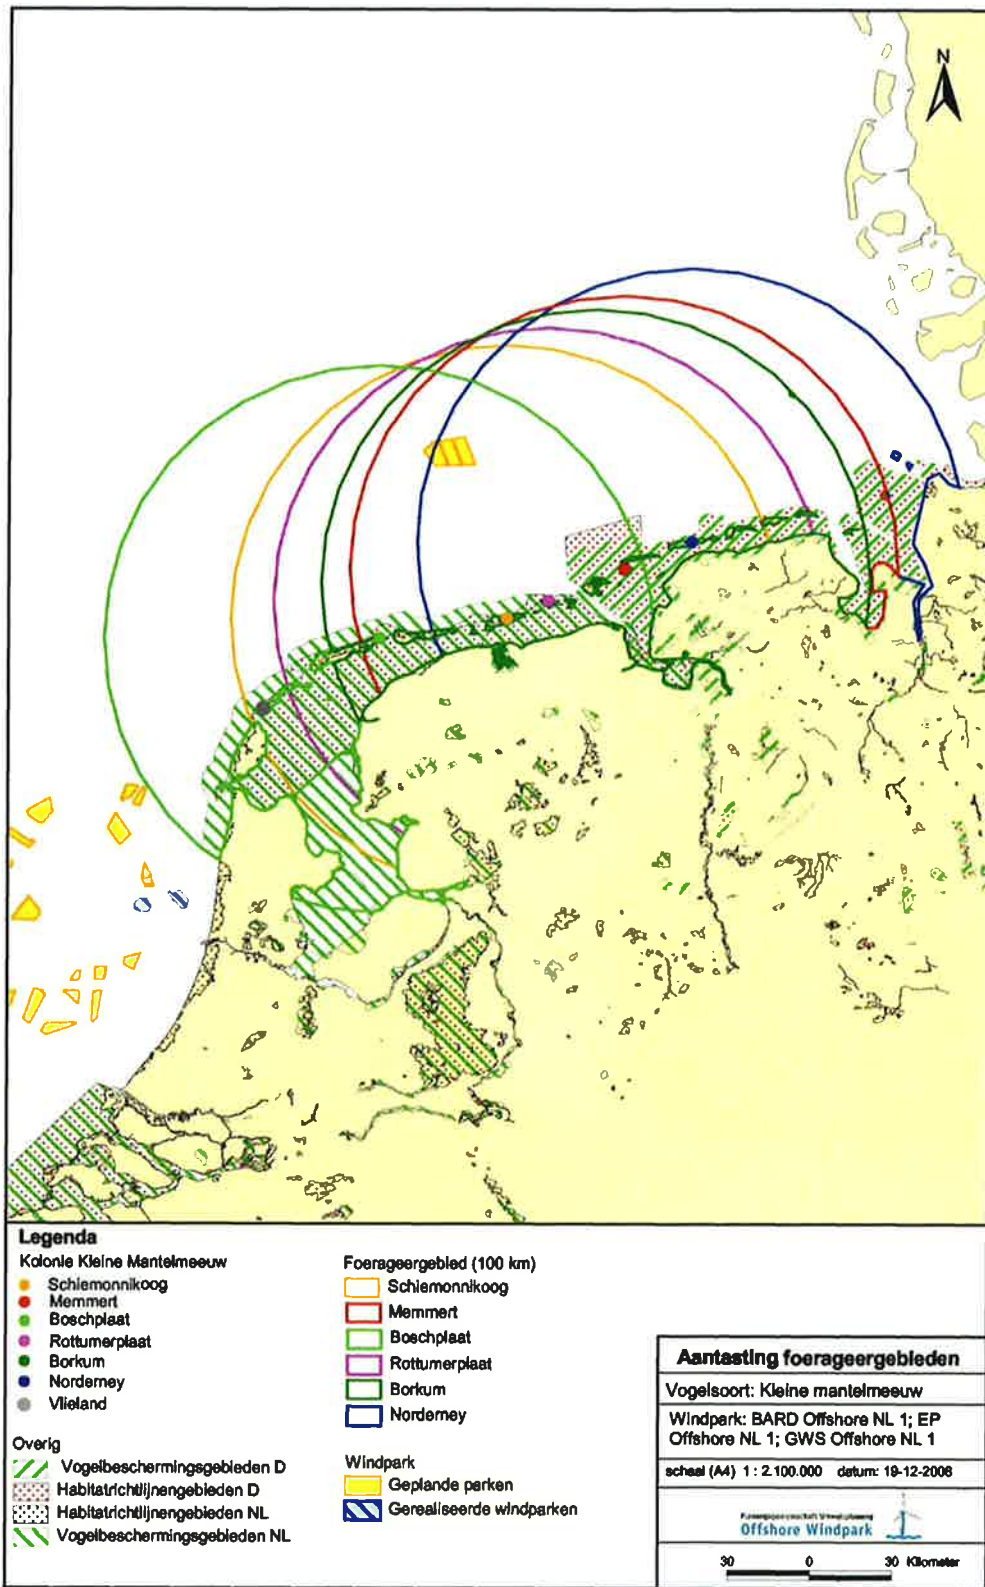 N
Legenda
Kolonie Kleine Mantelmeeuw
Schiemonnikoog
Memmert
Boschplaat
Rottumerplaat
Borkum
Norderney
Vlieland
Overig
Vogelbeschermingsgebieden D
Habitatrichtlijnengebieden D
Habitatrichtlijnengebieden NL
Vogelbeschermingsgebieden NL
Foerageergebied (100 km)
Schiemonnikoog
Memmert
Boschplaat
Rottumerplaat
Borkum
Norderney
Windpark
Geplande parken
Gerealiseerde windparken
Aantasting foerageergebieden
Vogelsoort: Kleine mantelmeeuw
Windpark: BARD Offshore NL 1; EP
Offshore NL 1; GWS Offshore NL 1
schaal (A4) 1 : 2.100.000 datum: 19-12-2006
Offshore Windpark
30 0 30 Kilometer